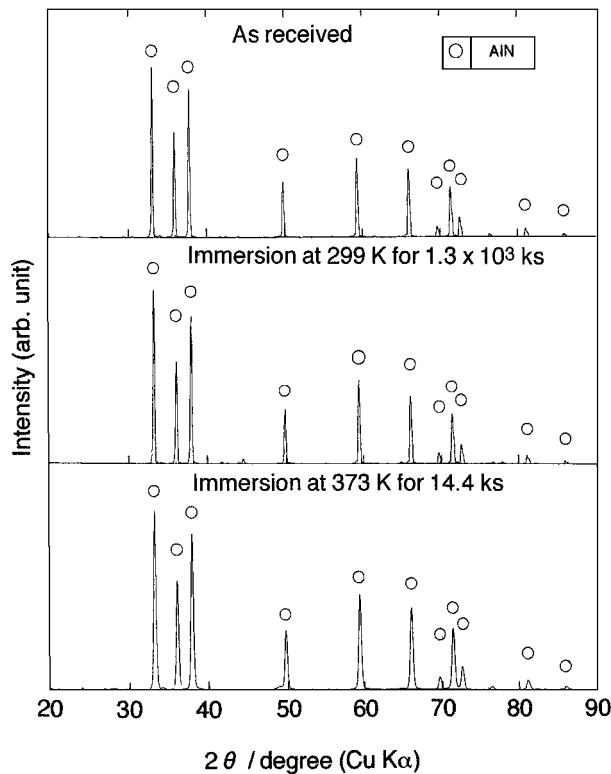 As received
○ AlN
Immersion at 299 K for 1.3 x 10³ ks
Immersion at 373 K for 14.4 ks
Intensity (arb. unit)
20 30 40 50 60 70 80 90
2 θ / degree (Cu Kα)